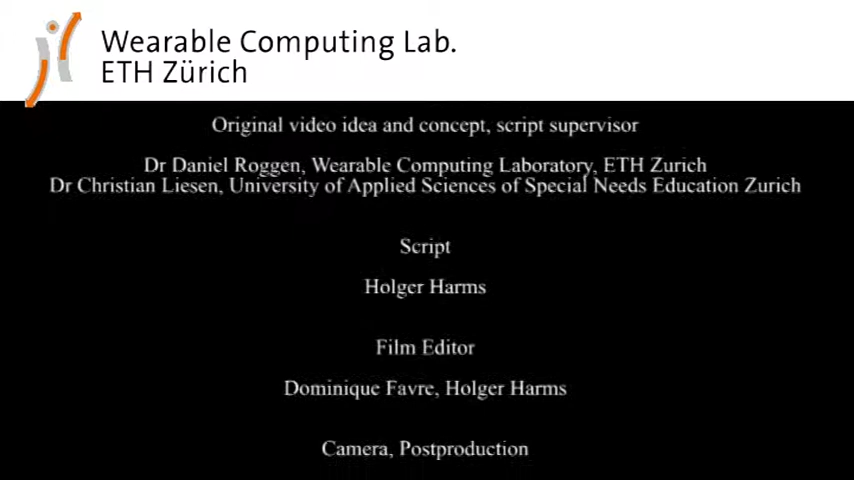 Wearable Computing Lab.
ETH Zürich
Original video idea and concept, script supervisor
Dr Daniel Roggen, Wearable Computing Laboratory, ETH Zurich
Dr Christian Liesen, University of Applied Sciences of Special Needs Education Zurich
Script
Holger Harms
Film Editor
Dominique Favre, Holger Harms
Camera, Postproduction